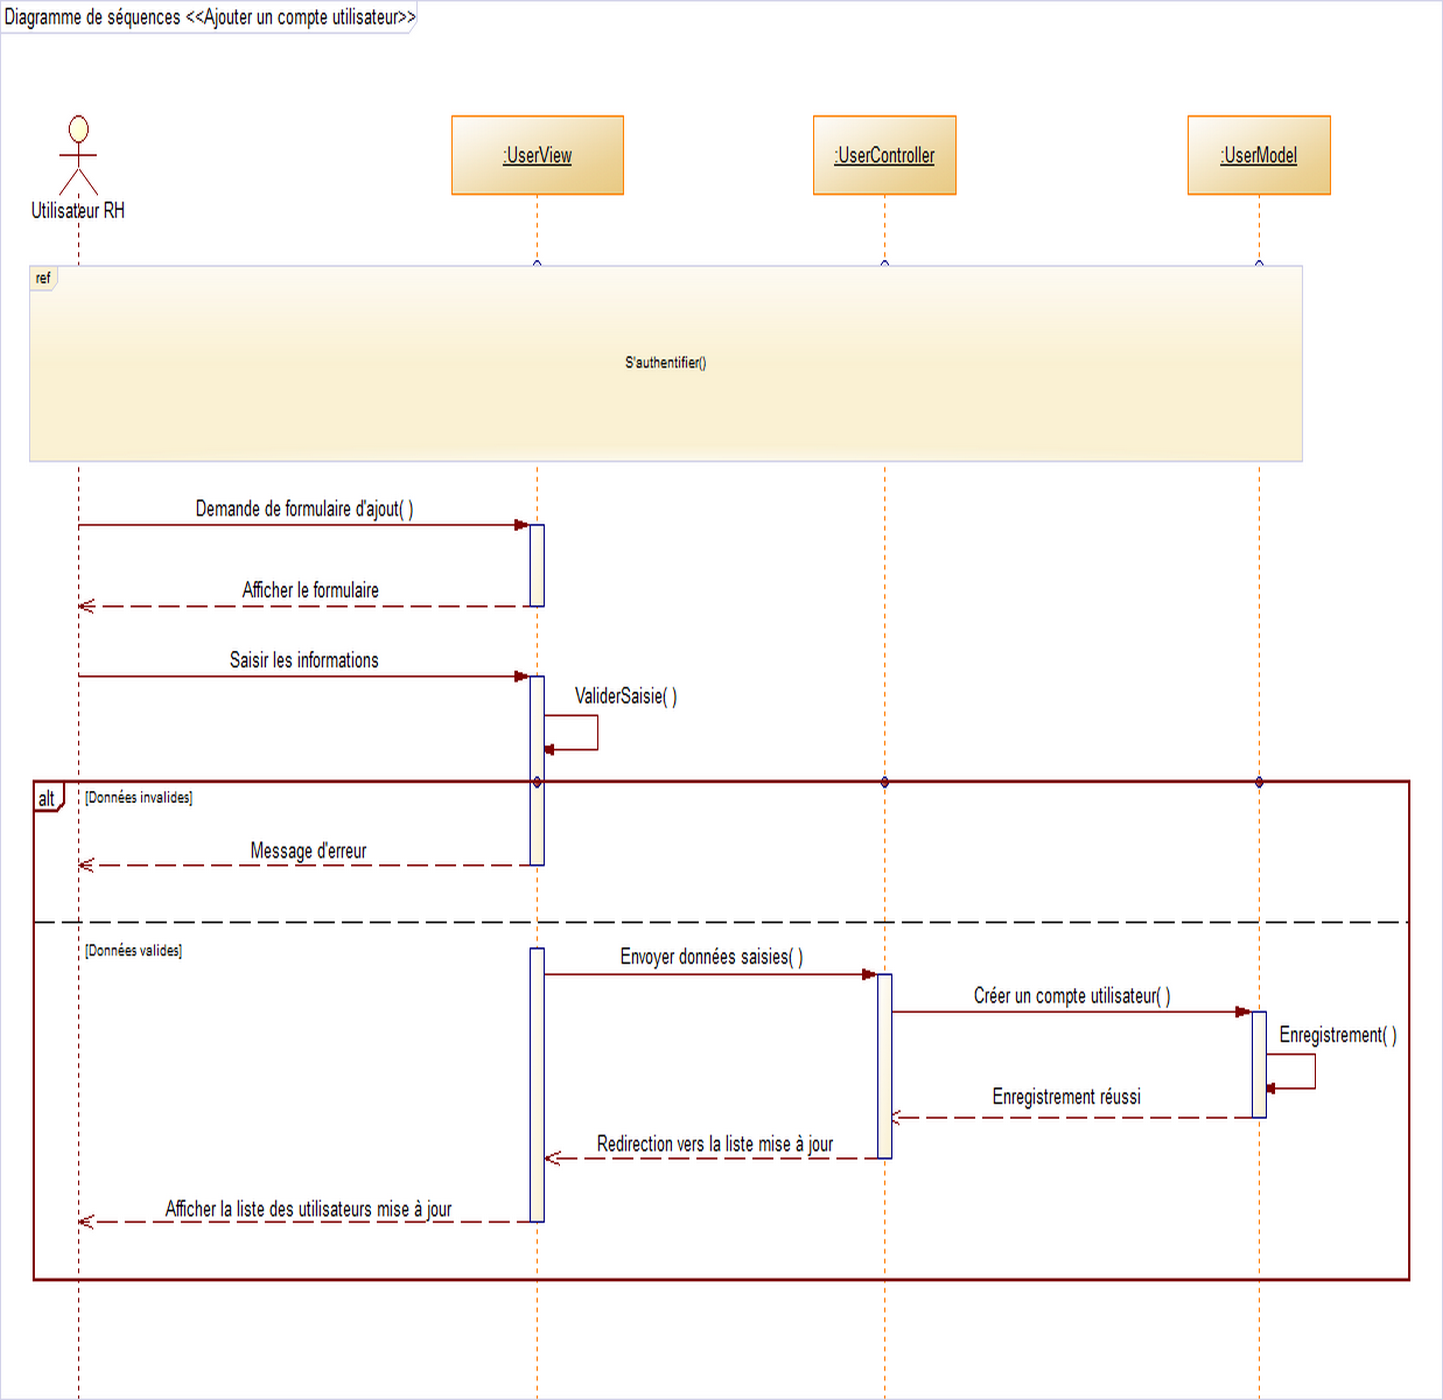 Diagramme de séquences <<Ajouter un compte utilisateur>>
:UserView
:UserController
:UserModel
Utilisateur RH
ref
S'authentifier()
Demande de formulaire d'ajout( )
Afficher le formulaire
Saisir les informations
ValiderSaisie( )
alt
[Données invalides]
Message d'erreur
[Données valides]
Envoyer données saisies( )
Créer un compte utilisateur( )
Enregistrement( )
Enregistrement réussi
Redirection vers la liste mise à jour
Afficher la liste des utilisateurs mise à jour